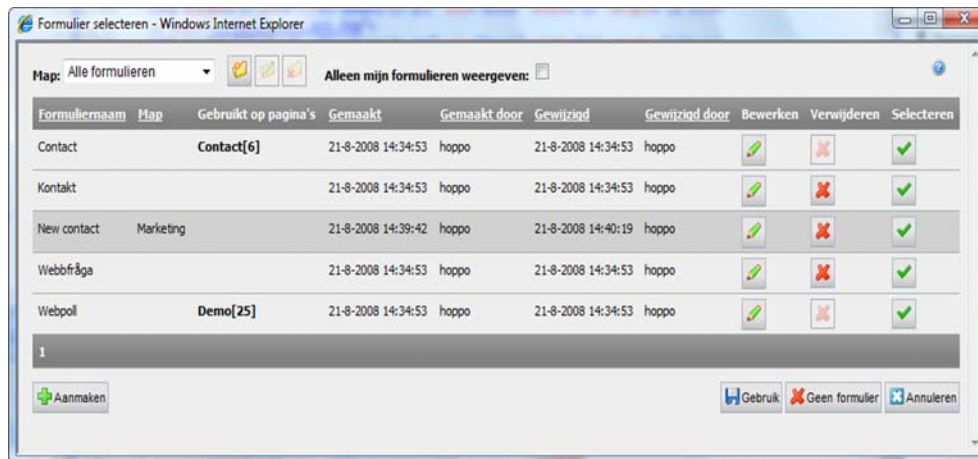 Formulier selecteren - Windows Internet Explorer
Map: Alle formulieren Alleen mijn formulieren weergeven:
Formuliernaam Map Gebruikt op pagina's Gemaakt Gemaakt door Gewijzigd Gewijzigd door Bewerken Verwijderen Selecteren
Contact Contact[6] 21-8-2008 14:34:53 hoppo 21-8-2008 14:34:53 hoppo
Kontakt 21-8-2008 14:34:53 hoppo 21-8-2008 14:34:53 hoppo
New contact Marketing 21-8-2008 14:39:42 hoppo 21-8-2008 14:40:19 hoppo
Webbfråga 21-8-2008 14:34:53 hoppo 21-8-2008 14:34:53 hoppo
Webpoll Demo[25] 21-8-2008 14:34:53 hoppo 21-8-2008 14:34:53 hoppo
1
Aanmaken Gebruik Geen formulier Annuleren